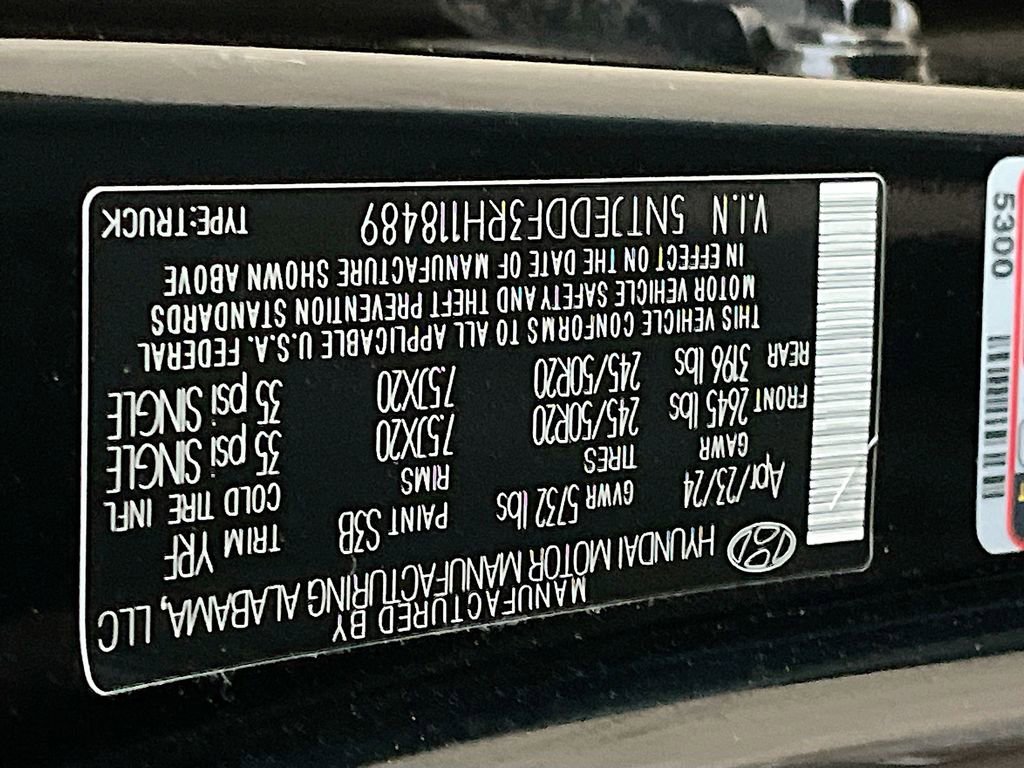 MANUFACTURED BY
HYUNDAI MOTOR MANUFACTURING ALABAMA, LLC
Apr/23/24 GVWR 5732 lbs PAINT S3B TRIM YRF
GAWR TIRES RIMS COLD TIRE INFL
FRONT 2645 lbs 245/50R20 7.5JX20 35 psi SINGLE
REAR 3196 lbs 245/50R20 7.5JX20 35 psi SINGLE
THIS VEHICLE CONFORMS TO ALL APPLICABLE U.S.A. FEDERAL
MOTOR VEHICLE SAFETY AND THEFT PREVENTION STANDARDS
IN EFFECT ON THE DATE OF MANUFACTURE SHOWN ABOVE
V.I.N 5NTJEDDF3RH118489 TYPE:TRUCK
5300